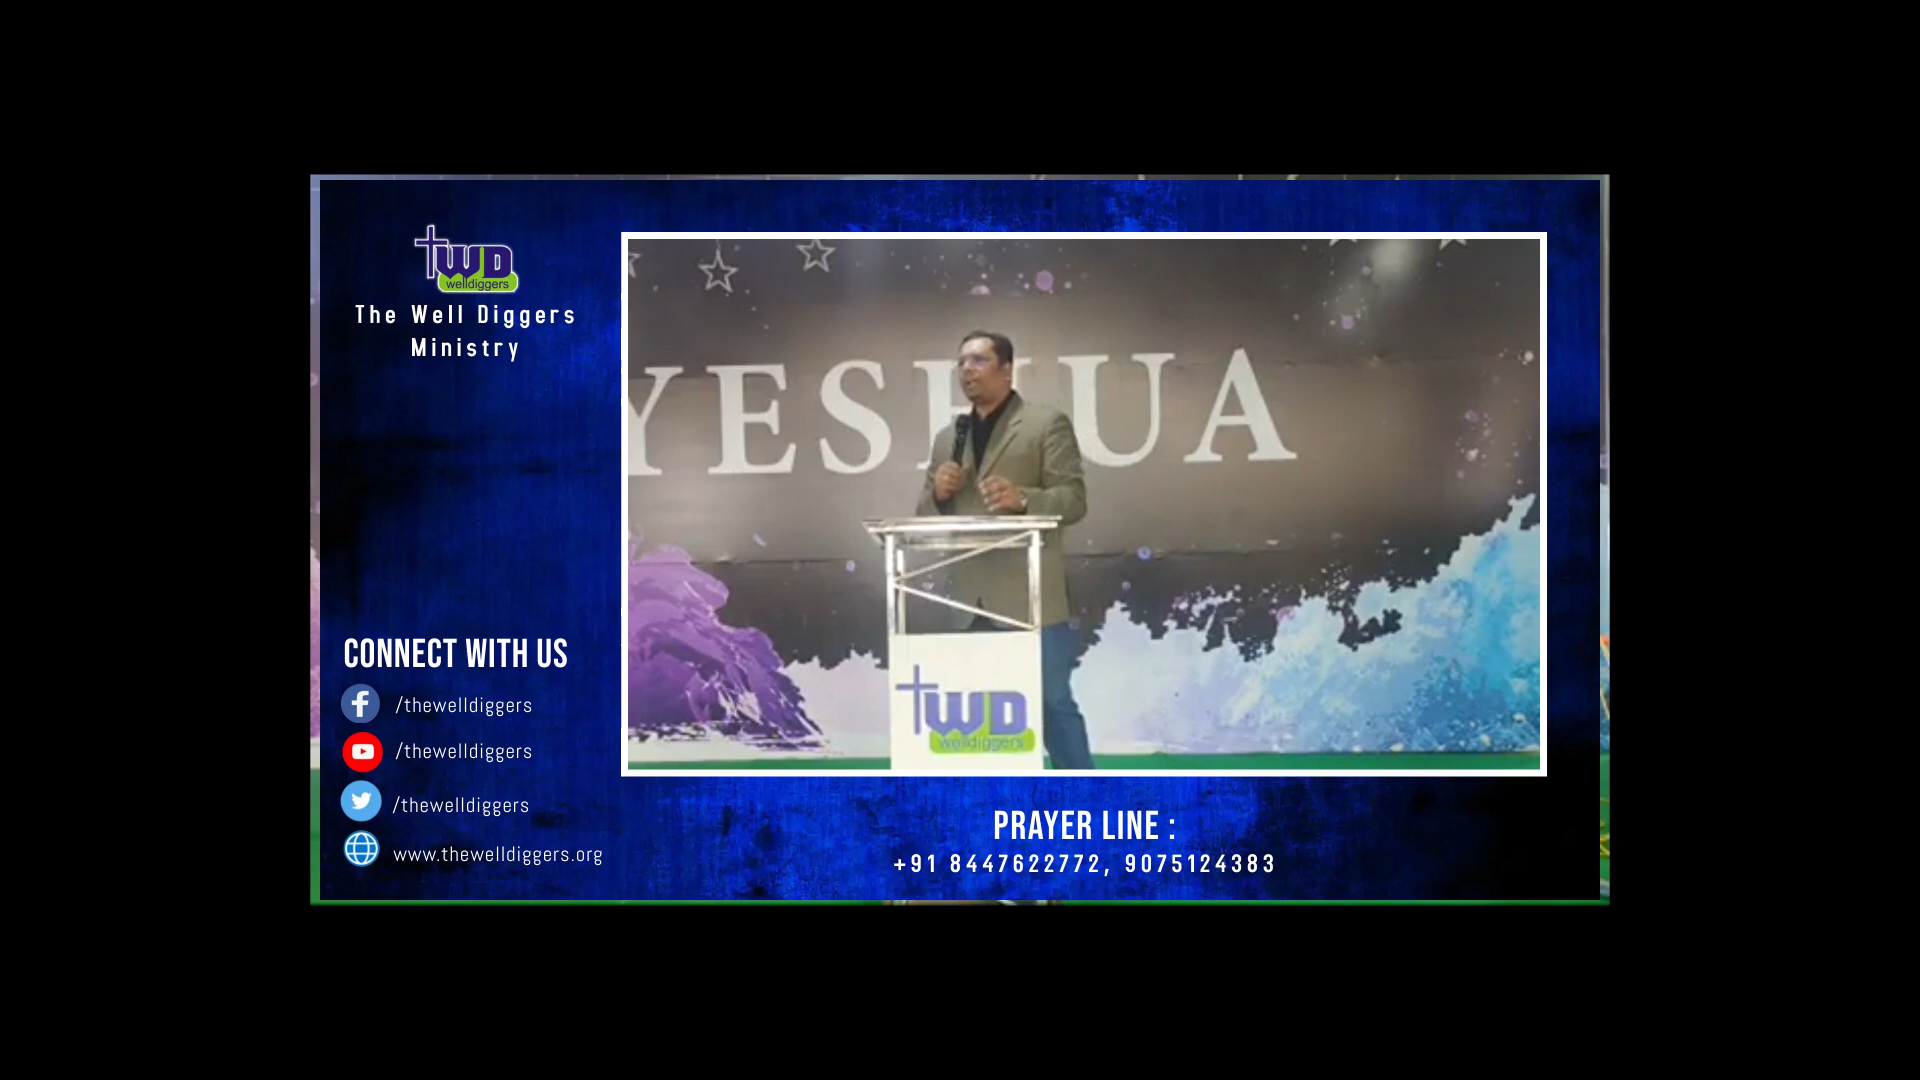 tWD
welldiggers
The Well Diggers
Ministry
YESHUA
tWD
welldiggers
CONNECT WITH US
/thewelldiggers
/thewelldiggers
/thewelldiggers
www.thewelldiggers.org
PRAYER LINE :
+91 8447622772, 9075124383